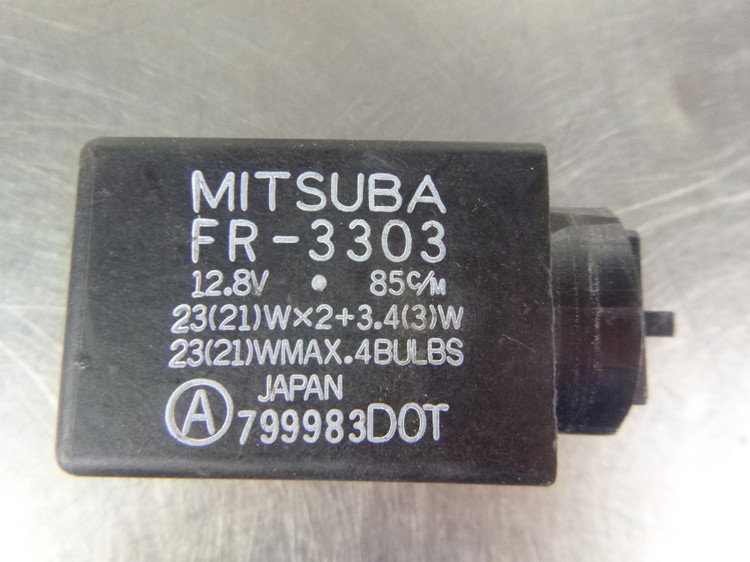 MITSUBA
FR-3303
12.8V • 85c/M
23(21)W×2+3.4(3)W
23(21)WMAX.4BULBS
JAPAN
Ⓐ 799983DOT